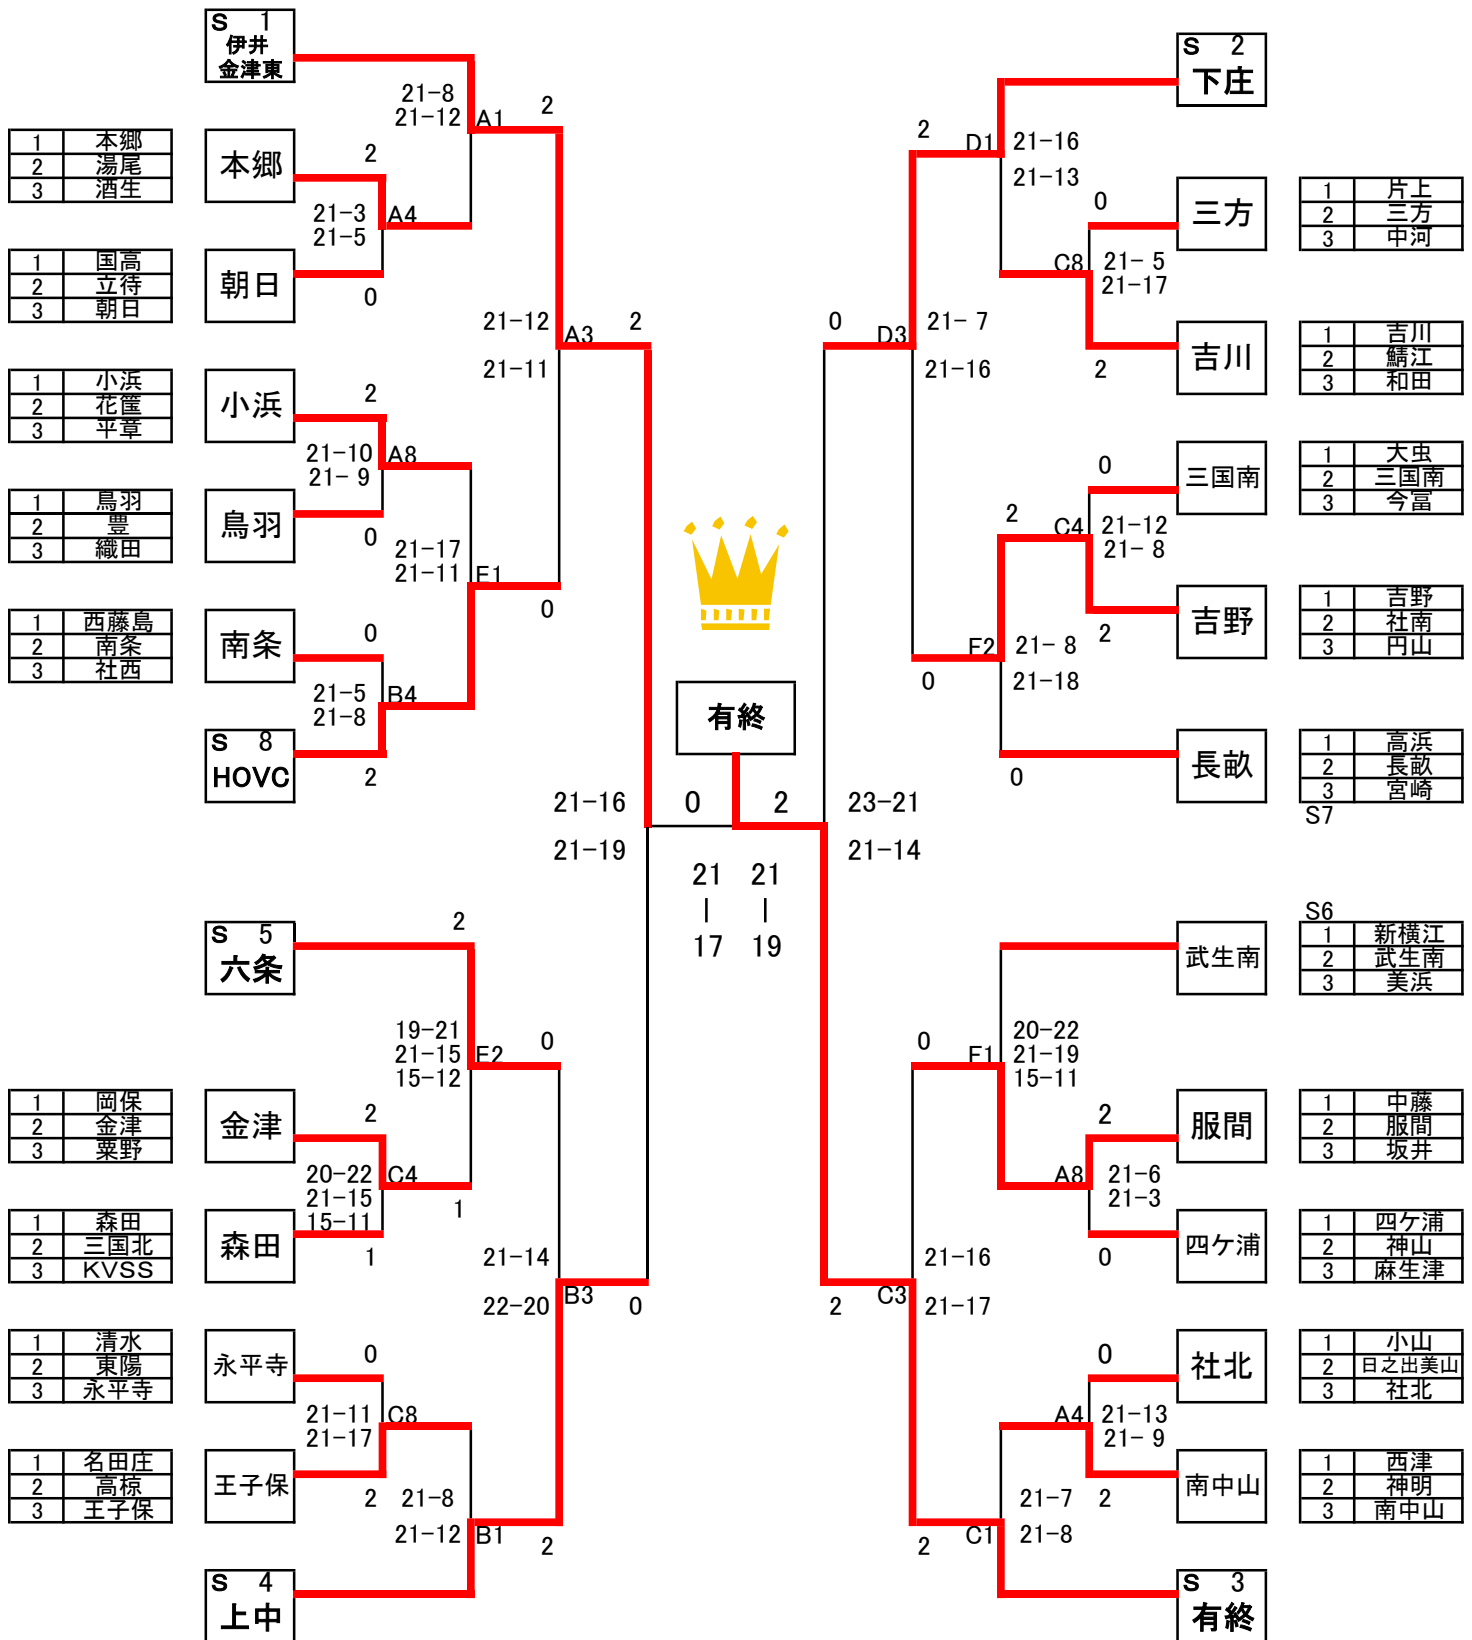 S 1
伊井
金津東
21-8
21-12
A1
2
1 本郷
2 湯尾
3 酒生
本郷
2
21-3
21-5
A4
1 国高
2 立待
3 朝日
朝日
0
21-12
21-11
A3
2
1 小浜
2 花筐
3 平章
小浜
2
21-10
21- 9
A8
1 鳥羽
2 豊
3 織田
鳥羽
0
21-17
21-11
E1
0
1 西藤島
2 南条
3 社西
南条
0
21-5
21-8
B4
S 8
HOVC
2
21-16
21-19
S 5
六条
2
19-21
21-15
15-12
E2
0
1 岡保
2 金津
3 粟野
金津
2
20-22
21-15
15-11
C4
1
1 森田
2 三国北
3 KVSS
森田
1
21-14
22-20
B3
0
1 清水
2 東陽
3 永平寺
永平寺
0
21-11
21-17
C8
1 名田庄
2 高椋
3 王子保
王子保
2
21-8
21-12
B1
2
S 4
上中
有終
0 2
21 21
| |
17 19
S 2
下庄
2
D1
21-16
21-13
三方
0
1 片上
2 三方
3 中河
C8
21- 5
21-17
吉川
2
1 吉川
2 鯖江
3 和田
0
D3
21- 7
21-16
三国南
0
1 大虫
2 三国南
3 今富
2
C4
21-12
21- 8
吉野
2
1 吉野
2 社南
3 円山
0
F2
21- 8
21-18
長畝
0
1 高浜
2 長畝
3 宮崎
S7
23-21
21-14
S6
武生南
1 新横江
2 武生南
3 美浜
0
F1
20-22
21-19
15-11
服間
2
1 中藤
2 服間
3 坂井
A8
21-6
21-3
四ケ浦
0
1 四ケ浦
2 神山
3 麻生津
2
C3
21-16
21-17
社北
0
1 小山
2 日之出美山
3 社北
A4
21-13
21- 9
南中山
2
1 西津
2 神明
3 南中山
2
C1
21-7
21-8
S 3
有終